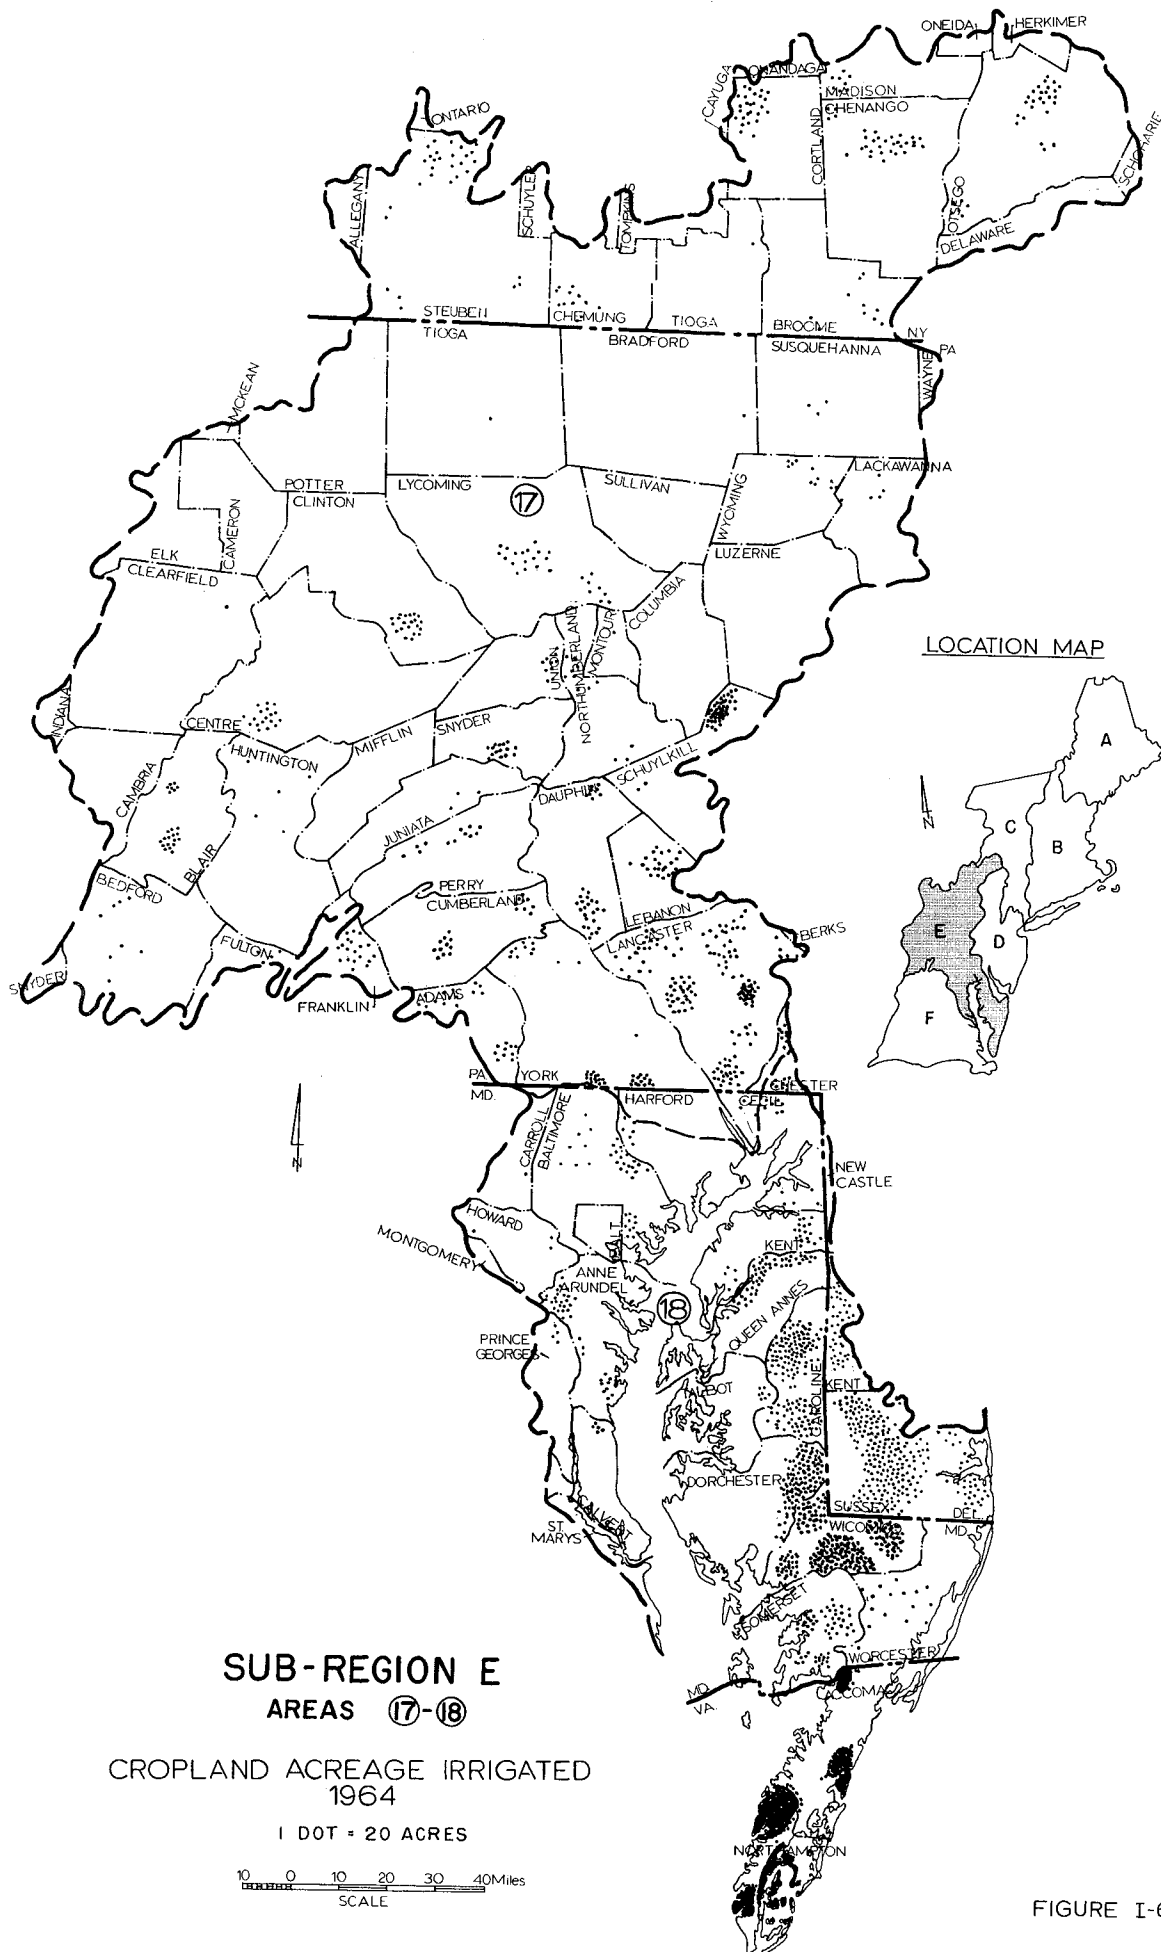 ONEIDA
HERKIMER
ONANDAGA
CAYUGA
MADISON
CHENANGO
CORTLAND
ONTARIO
SCHOHARIE
ALLEGANY
SCHUYLER
TOMPKINS
OTSEGO
DELAWARE
STEUBEN
CHEMUNG
TIOGA
BROOME
NY
TIOGA
BRADFORD
SUSQUEHANNA
PA
WAYNE
MCKEAN
POTTER
CLINTON
LYCOMING
17
SULLIVAN
WYOMING
LACKAWANNA
LUZERNE
CAMERON
ELK
CLEARFIELD
COLUMBIA
UNION
NORTHUMBERLAND
MONTOUR
INDIANA
CENTRE
HUNTINGTON
MIFFLIN
SNYDER
SCHUYLKILL
CAMBRIA
DAUPHIN
JUNIATA
BLAIR
BEDFORD
PERRY
CUMBERLAND
LEBANON
LANCASTER
BERKS
FULTON
SNYDER
FRANKLIN
ADAMS
LOCATION MAP
A
B
C
D
E
F
N
PA
YORK
MD.
HARFORD
CHESTER
CECIL
CARROLL
BALTIMORE
N
NEW
CASTLE
HOWARD
MONTGOMERY
BALT.
KENT
ANNE
ARUNDEL
18
QUEEN ANNES
PRINCE
GEORGES
TALBOT
CAROLINE
KENT
DORCHESTER
SUSSEX
DEL.
WICOMICO
MD.
CALVERT
ST.
MARYS
SOMERSET
WORCESTER
MD.
VA.
ACCOMAC
NORTHAMPTON
SUB-REGION E
AREAS 17-18
CROPLAND ACREAGE IRRIGATED
1964
1 DOT = 20 ACRES
10 0 10 20 30 40 Miles
SCALE
FIGURE I-6